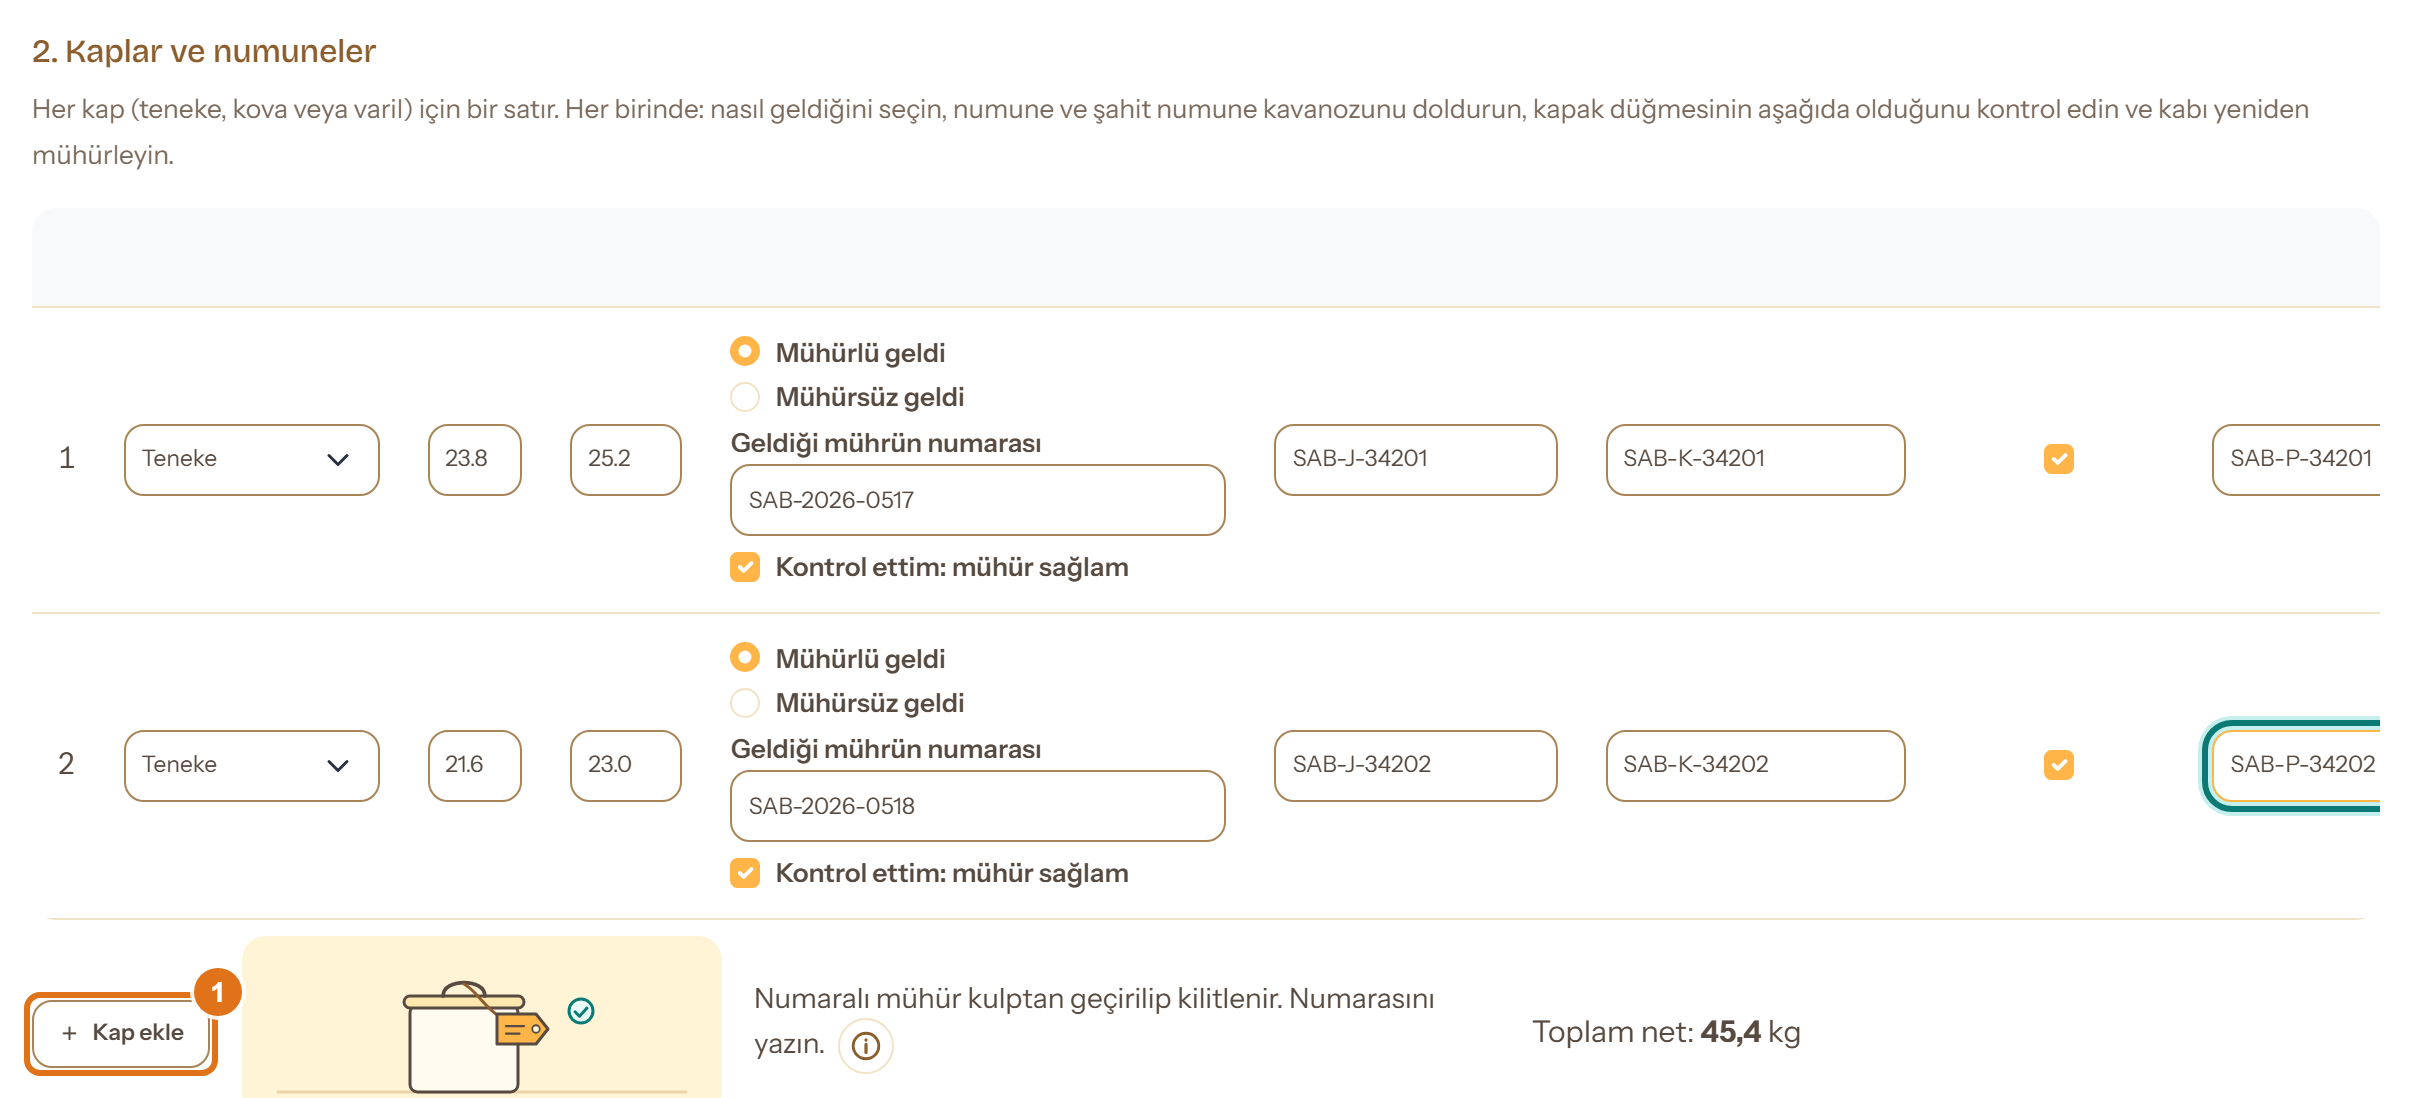 2. Kaplar ve numuneler
Her kap (teneke, kova veya varil) için bir satır. Her birinde: nasıl geldiğini seçin, numune ve şahit numune kavanozunu doldurun, kapak düğmesinin aşağıda olduğunu kontrol edin ve kabı yeniden
mühürleyin.
Mühürlü geldi
Mühürsüz geldi
Geldiği mührün numarası
1 Teneke 23.8 25.2 SAB-2026-0517 SAB-J-34201 SAB-K-34201 SAB-P-34201
Kontrol ettim: mühür sağlam
Mühürlü geldi
Mühürsüz geldi
Geldiği mührün numarası
2 Teneke 21.6 23.0 SAB-2026-0518 SAB-J-34202 SAB-K-34202 SAB-P-34202
Kontrol ettim: mühür sağlam
1
+ Kap ekle
Numaralı mühür kulptan geçirilip kilitlenir. Numarasını
yazın.
Toplam net: 45,4 kg